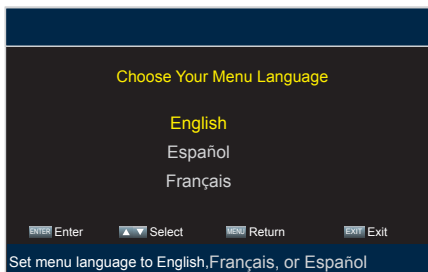 Choose Your Menu Language
English
Español
Français
ENTER Enter ▲ ▼ Select MENU Return EXIT Exit
Set menu language to English,Français, or Español